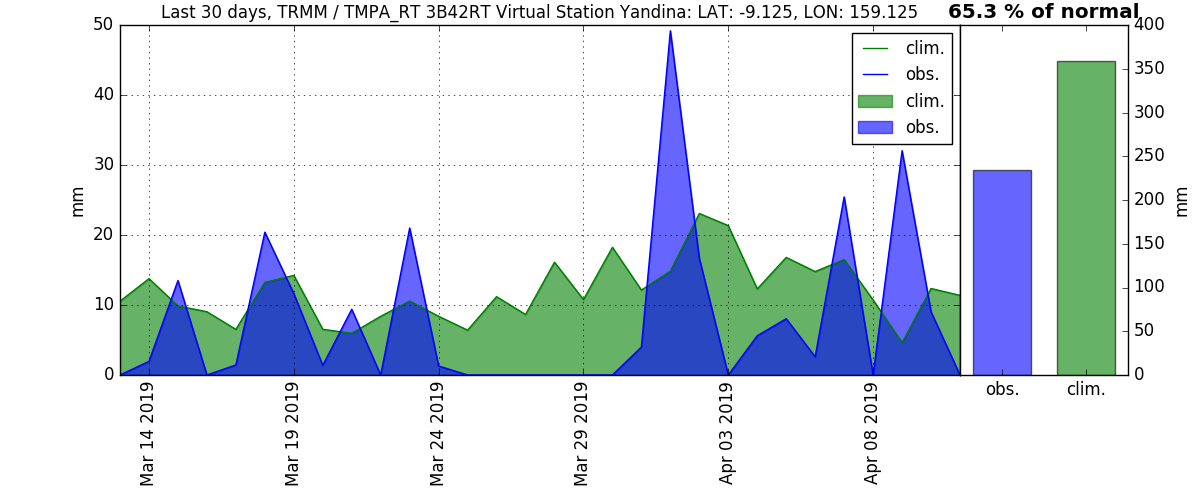 Last 30 days, TRMM / TMPA_RT 3B42RT Virtual Station Yandina: LAT: -9.125, LON: 159.125
65.3 % of normal
50
40
30
20
10
0
mm
clim.
obs.
clim.
obs.
Mar 14 2019
Mar 19 2019
Mar 24 2019
Mar 29 2019
Apr 03 2019
Apr 08 2019
400
350
300
250
200
150
100
50
0
mm
obs.
clim.